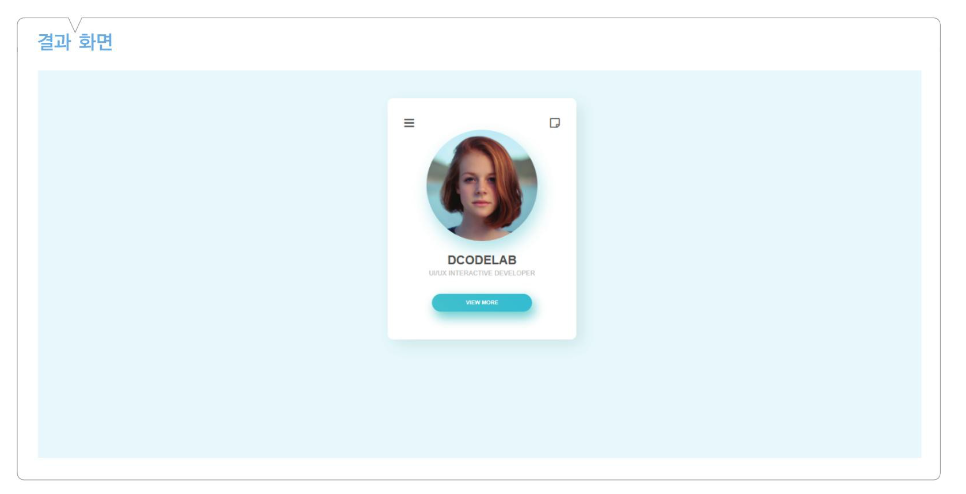 결과 화면
DCODELAB
UI/UX INTERACTIVE DEVELOPER
VIEW MORE